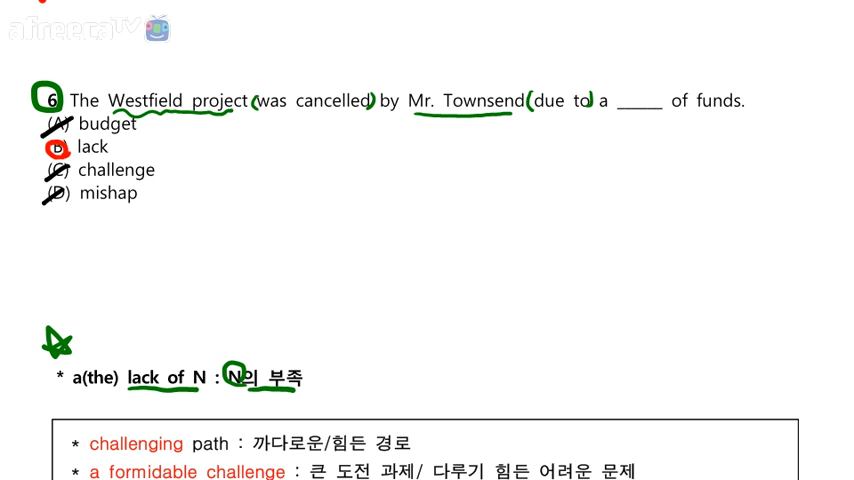 afreecaTV
6. The Westfield project was cancelled by Mr. Townsend due to a _____ of funds.
(A) budget
(B) lack
(C) challenge
(D) mishap
* a(the) lack of N : N의 부족
* challenging path : 까다로운/힘든 경로
* a formidable challenge : 큰 도전 과제/ 다루기 힘든 어려운 문제